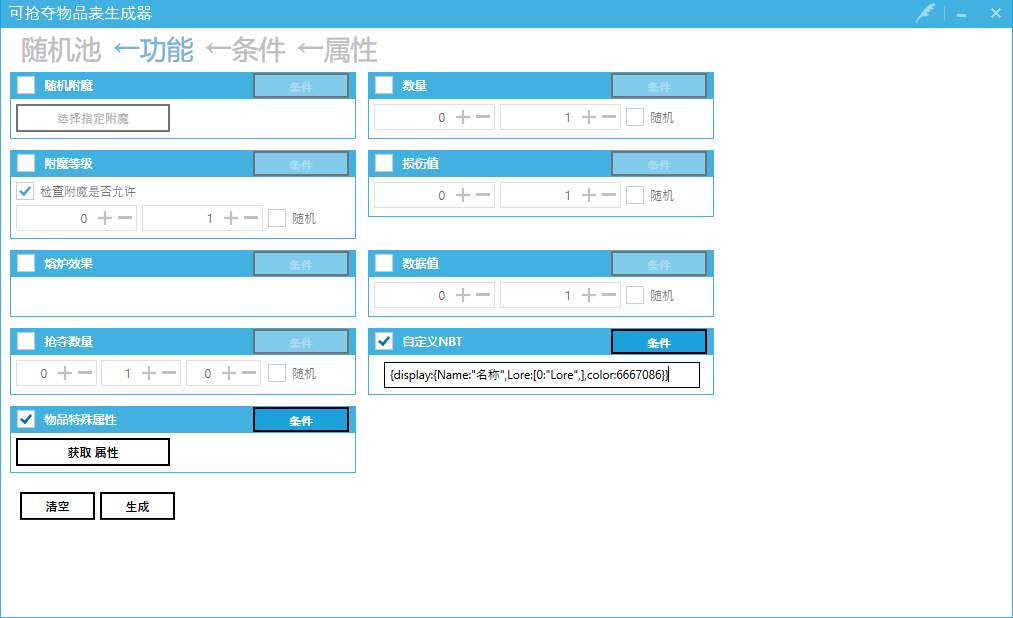 可抢夺物品表生成器
随机池 ←功能 ←条件 ←属性
随机附魔 条件
选择指定附魔
数量 条件
0 1 随机
附魔等级 条件
检查附魔是否允许
0 1 随机
损伤值 条件
0 1 随机
熔炉效果 条件
数据值 条件
0 1 随机
抢夺数量 条件
0 1 0 随机
自定义NBT 条件
{display:{Name:"名称",Lore:[0:"Lore",],color:6667086}}
物品特殊属性 条件
获取 属性
清空 生成